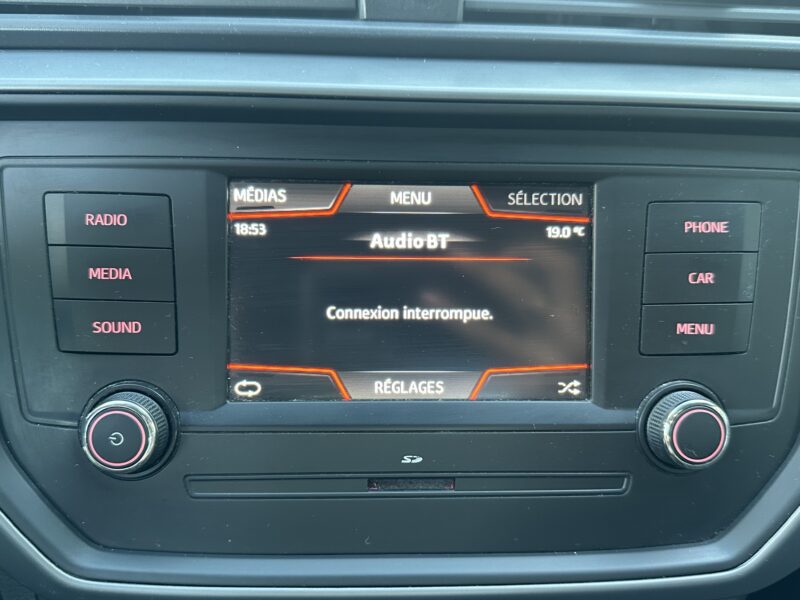 MÉDIAS MENU SÉLECTION
18:53 19.0 °C
Audio BT
Connexion interrompue.
RÉGLAGES
RADIO
MEDIA
SOUND
PHONE
CAR
MENU
SD